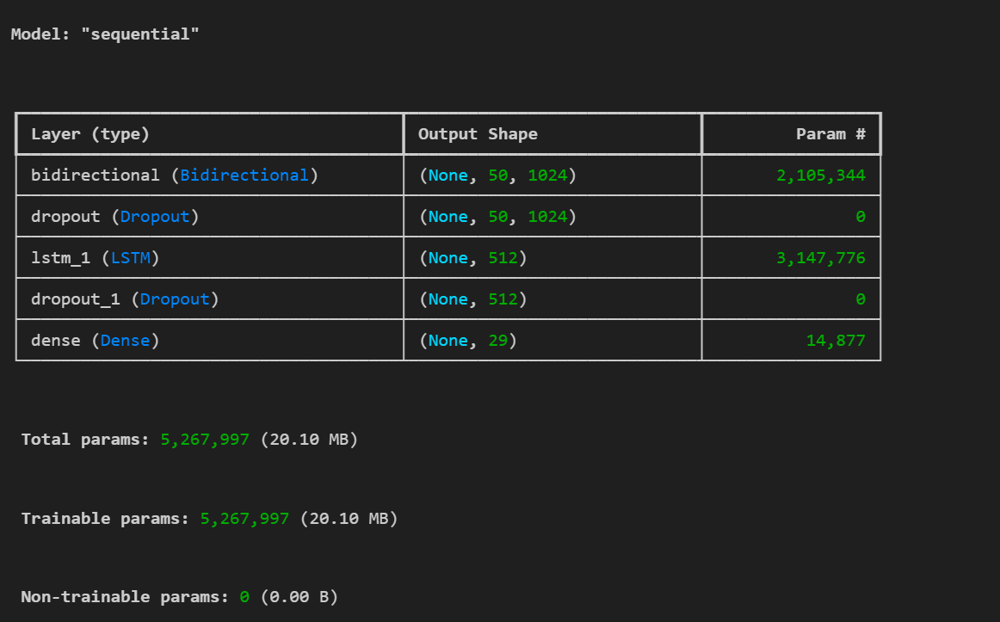 Model: "sequential"
Layer (type) Output Shape Param #
bidirectional (Bidirectional) (None, 50, 1024) 2,105,344
dropout (Dropout) (None, 50, 1024) 0
lstm_1 (LSTM) (None, 512) 3,147,776
dropout_1 (Dropout) (None, 512) 0
dense (Dense) (None, 29) 14,877
Total params: 5,267,997 (20.10 MB)
Trainable params: 5,267,997 (20.10 MB)
Non-trainable params: 0 (0.00 B)